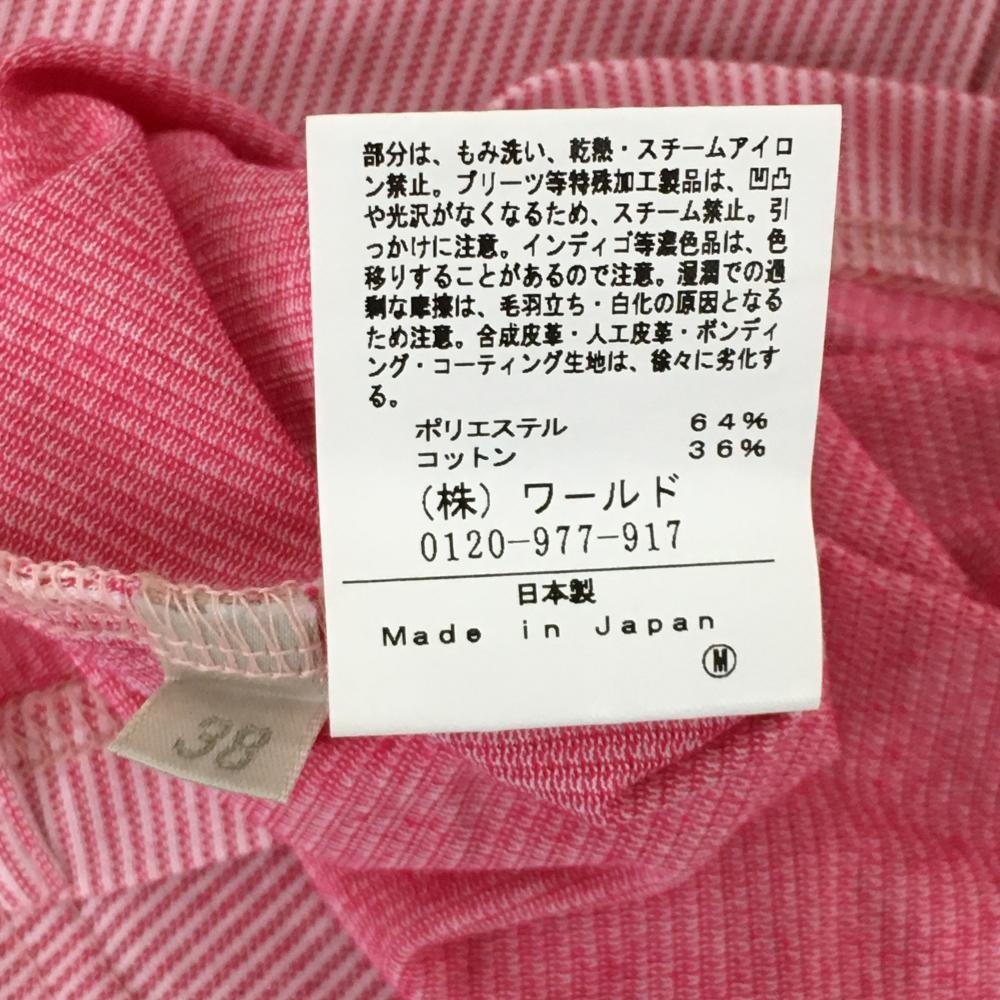 部分は、もみ洗い、乾熱・スチームアイロ
ン禁止。プリーツ等特殊加工製品は、凹凸
や光沢がなくなるため、スチーム禁止。引
っかけに注意。インディゴ等濃色品は、色
移りすることがあるので注意。湿潤での過
剰な摩擦は、毛羽立ち・白化の原因となる
ため注意。合成皮革・人工皮革・ボンディ
ング・コーティング生地は、徐々に劣化す
る。
ポリエステル 64%
コットン 36%
(株) ワールド
0120-977-917
日本製
Made in Japan
Ⓜ
38